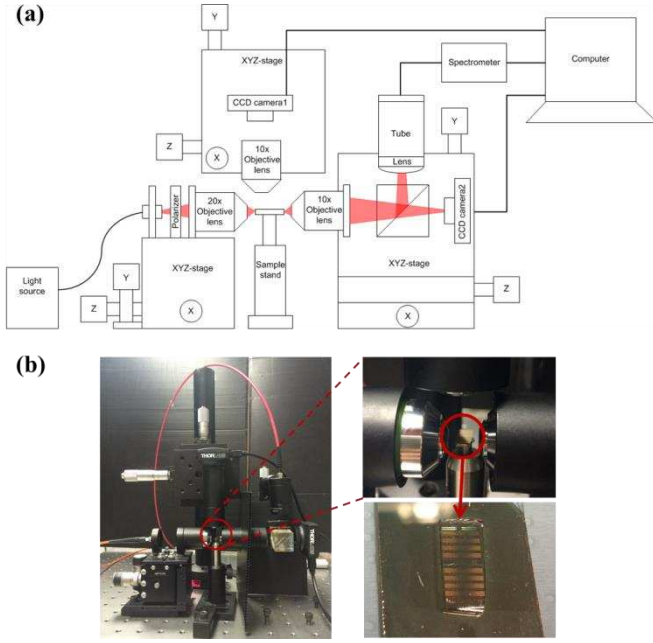 (a)
Y
XYZ-stage
CCD camera1
Z
X
10x
Objective
lens
Spectrometer
Computer
Tube
Lens
Y
Polarizer
20x
Objective
lens
10x
Objective
lens
CCD camera2
XYZ-stage
Light
source
Y
Z
XYZ-stage
X
Sample
stand
Z
X
(b)
THORLABS
THORLABS